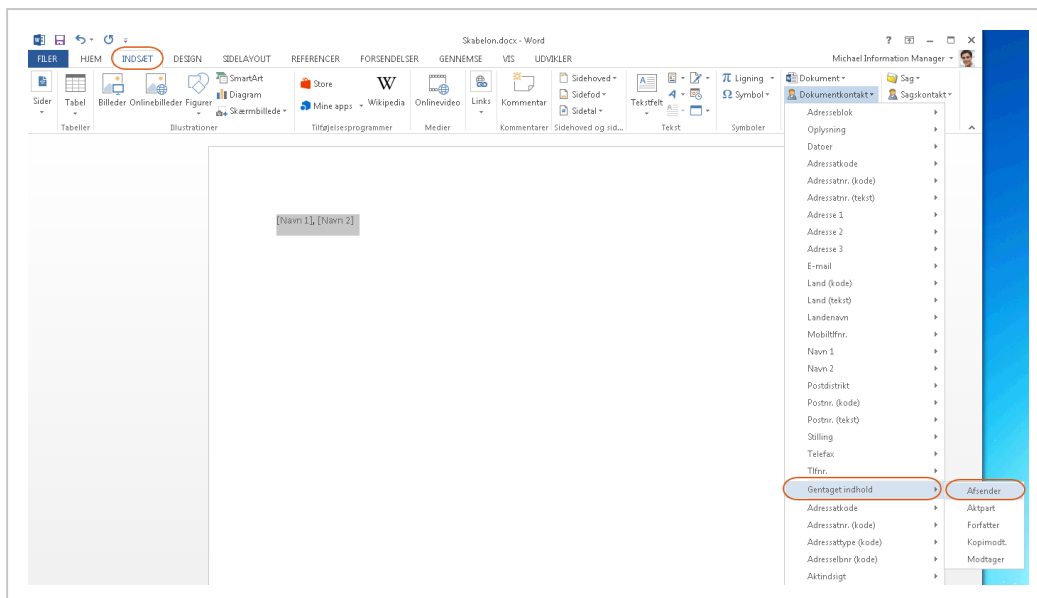 Skabelon.docx - Word
FILER HJEM INDSÆT DESIGN SIDELAYOUT REFERENCER FORSENDELSER GENNEMSE VIS UDVIKLER Michael Information Manager
Sider Tabel Billeder Onlinebilleder Figurer SmartArt Diagram Skærmbillede Store Mine apps Wikipedia Onlinevideo Links Kommentar Sidehoved Sidefod Sidetal Tekstfelt Ligning Symbol Dokument Dokumentkontakt Sag Sagskontakt
Tabeller Illustrationer Tilføjelsesprogrammer Medier Kommentarer Sidehoved og sid... Tekst Symboler
[Navn 1], [Navn 2]
Adresseblok
Oplysning
Datoer
Adressatkode
Adressatnr. (kode)
Adressatnr. (tekst)
Adresse 1
Adresse 2
Adresse 3
E-mail
Land (kode)
Land (tekst)
Landenavn
Mobiltlfnr.
Navn 1
Navn 2
Postdistrikt
Postnr. (kode)
Postnr. (tekst)
Stilling
Telefax
Tlfnr.
Gentaget indhold
Adressatkode
Adressatnr. (kode)
Adressattype (kode)
Adresselbnr (kode)
Aktindsigt
Afsender
Aktpart
Forfatter
Kopimodt.
Modtager